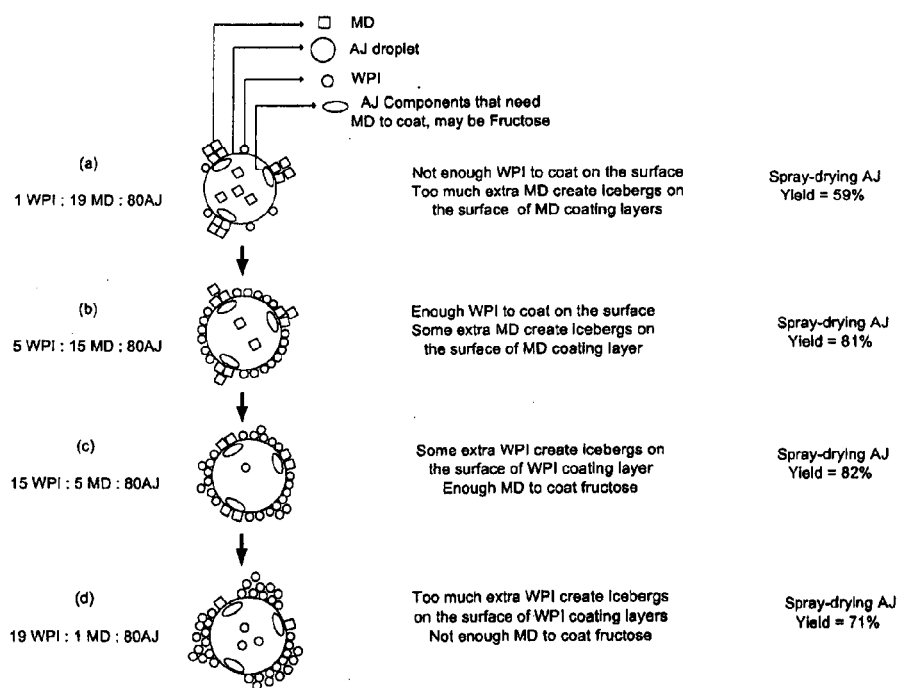 MD
AJ droplet
WPI
AJ Components that need
MD to coat, may be Fructose
(a)
1 WPI : 19 MD : 80AJ
Not enough WPI to coat on the surface
Too much extra MD create Icebergs on
the surface of MD coating layers
Spray-drying AJ
Yield = 59%
(b)
5 WPI : 15 MD : 80AJ
Enough WPI to coat on the surface
Some extra MD create Icebergs on
the surface of MD coating layer
Spray-drying AJ
Yield = 81%
(c)
15 WPI : 5 MD : 80AJ
Some extra WPI create icebergs on
the surface of WPI coating layer
Enough MD to coat fructose
Spray-drying AJ
Yield = 82%
(d)
19 WPI : 1 MD : 80AJ
Too much extra WPI create Icebergs
on the surface of WPI coating layers
Not enough MD to coat fructose
Spray-drying AJ
Yield = 71%